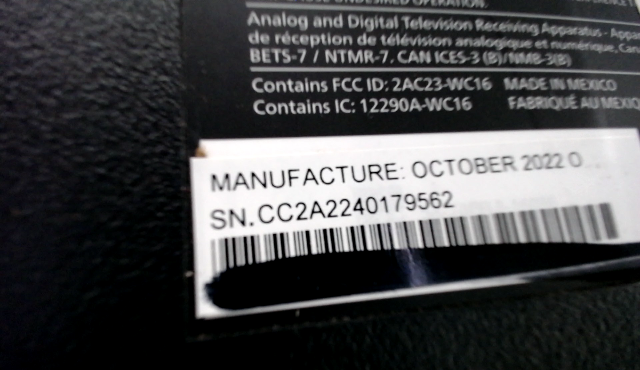 UNDESIRED OPERATION.
Analog and Digital Television Receiving Apparatus -
de réception de télévision analogique et numérique,
BETS-7 / NTMR-7. CAN ICES-3 (B)/NMB-3(B)
Contains FCC ID: 2AC23-WC16 MADE IN MEXICO
Contains IC: 12290A-WC16 FABRIQUÉ AU
MANUFACTURE: OCTOBER 2022 O
SN.CC2A2240179562